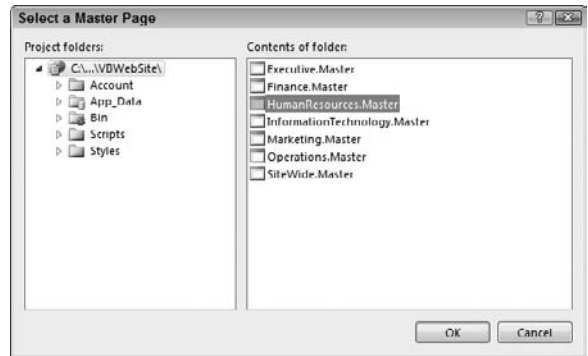 Select a Master Page
Project folders:
C:\...\VBWebSite\
Account
App_Data
Bin
Scripts
Styles
Contents of folder:
Executive.Master
Finance.Master
HumanResources.Master
InformationTechnology.Master
Marketing.Master
Operations.Master
SiteWide.Master
OK
Cancel